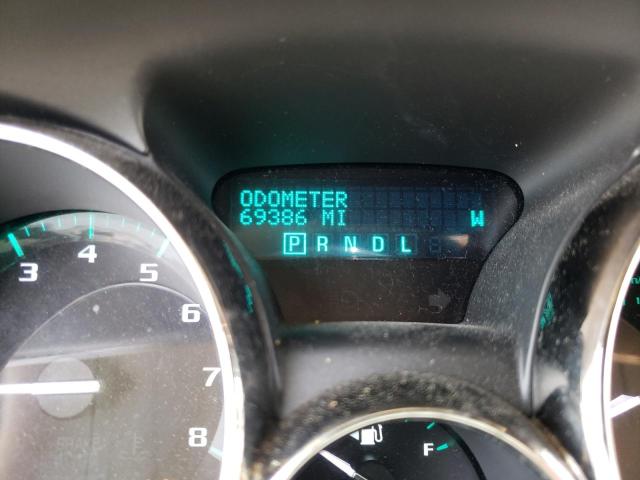 ODOMETER
69386 MI W
P R N D L
3 4 5 6 7 8
F